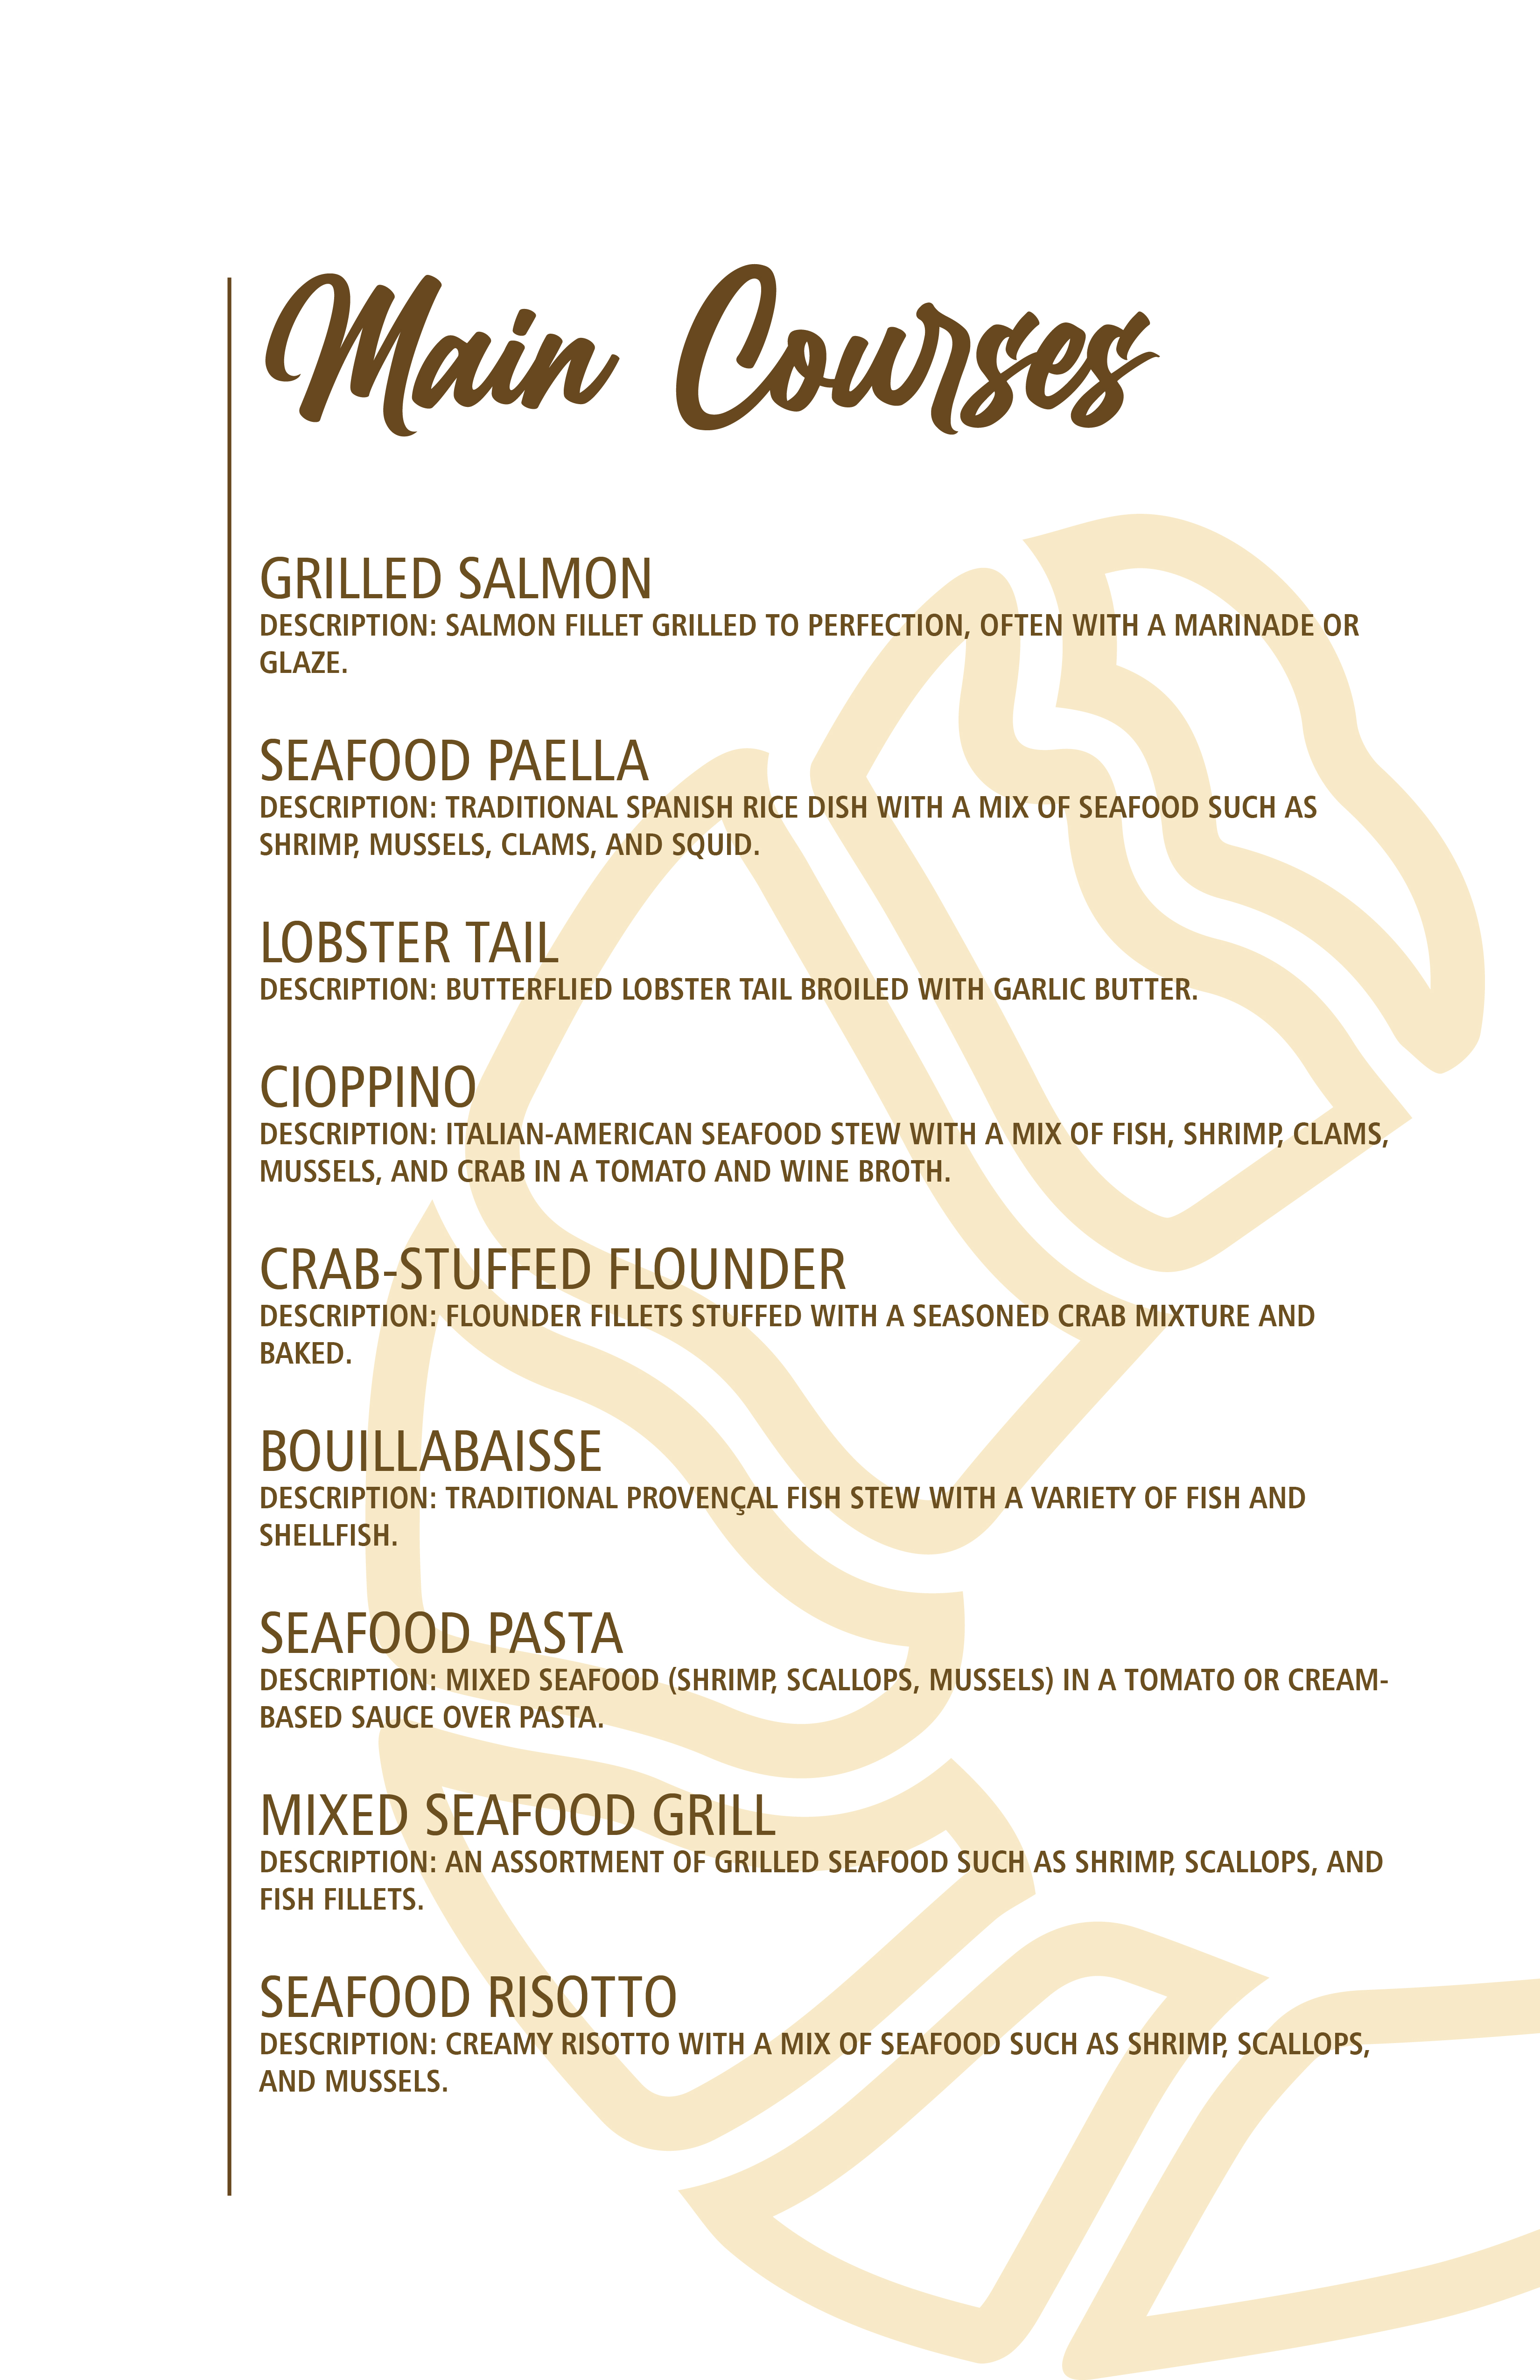 Main Courses
GRILLED SALMON
DESCRIPTION: SALMON FILLET GRILLED TO PERFECTION, OFTEN WITH A MARINADE OR
GLAZE.
SEAFOOD PAELLA
DESCRIPTION: TRADITIONAL SPANISH RICE DISH WITH A MIX OF SEAFOOD SUCH AS
SHRIMP, MUSSELS, CLAMS, AND SQUID.
LOBSTER TAIL
DESCRIPTION: BUTTERFLIED LOBSTER TAIL BROILED WITH GARLIC BUTTER.
CIOPPINO
DESCRIPTION: ITALIAN-AMERICAN SEAFOOD STEW WITH A MIX OF FISH, SHRIMP, CLAMS,
MUSSELS, AND CRAB IN A TOMATO AND WINE BROTH.
CRAB-STUFFED FLOUNDER
DESCRIPTION: FLOUNDER FILLETS STUFFED WITH A SEASONED CRAB MIXTURE AND
BAKED.
BOUILLABAISSE
DESCRIPTION: TRADITIONAL PROVENÇAL FISH STEW WITH A VARIETY OF FISH AND
SHELLFISH.
SEAFOOD PASTA
DESCRIPTION: MIXED SEAFOOD (SHRIMP, SCALLOPS, MUSSELS) IN A TOMATO OR CREAM-
BASED SAUCE OVER PASTA.
MIXED SEAFOOD GRILL
DESCRIPTION: AN ASSORTMENT OF GRILLED SEAFOOD SUCH AS SHRIMP, SCALLOPS, AND
FISH FILLETS.
SEAFOOD RISOTTO
DESCRIPTION: CREAMY RISOTTO WITH A MIX OF SEAFOOD SUCH AS SHRIMP, SCALLOPS,
AND MUSSELS.